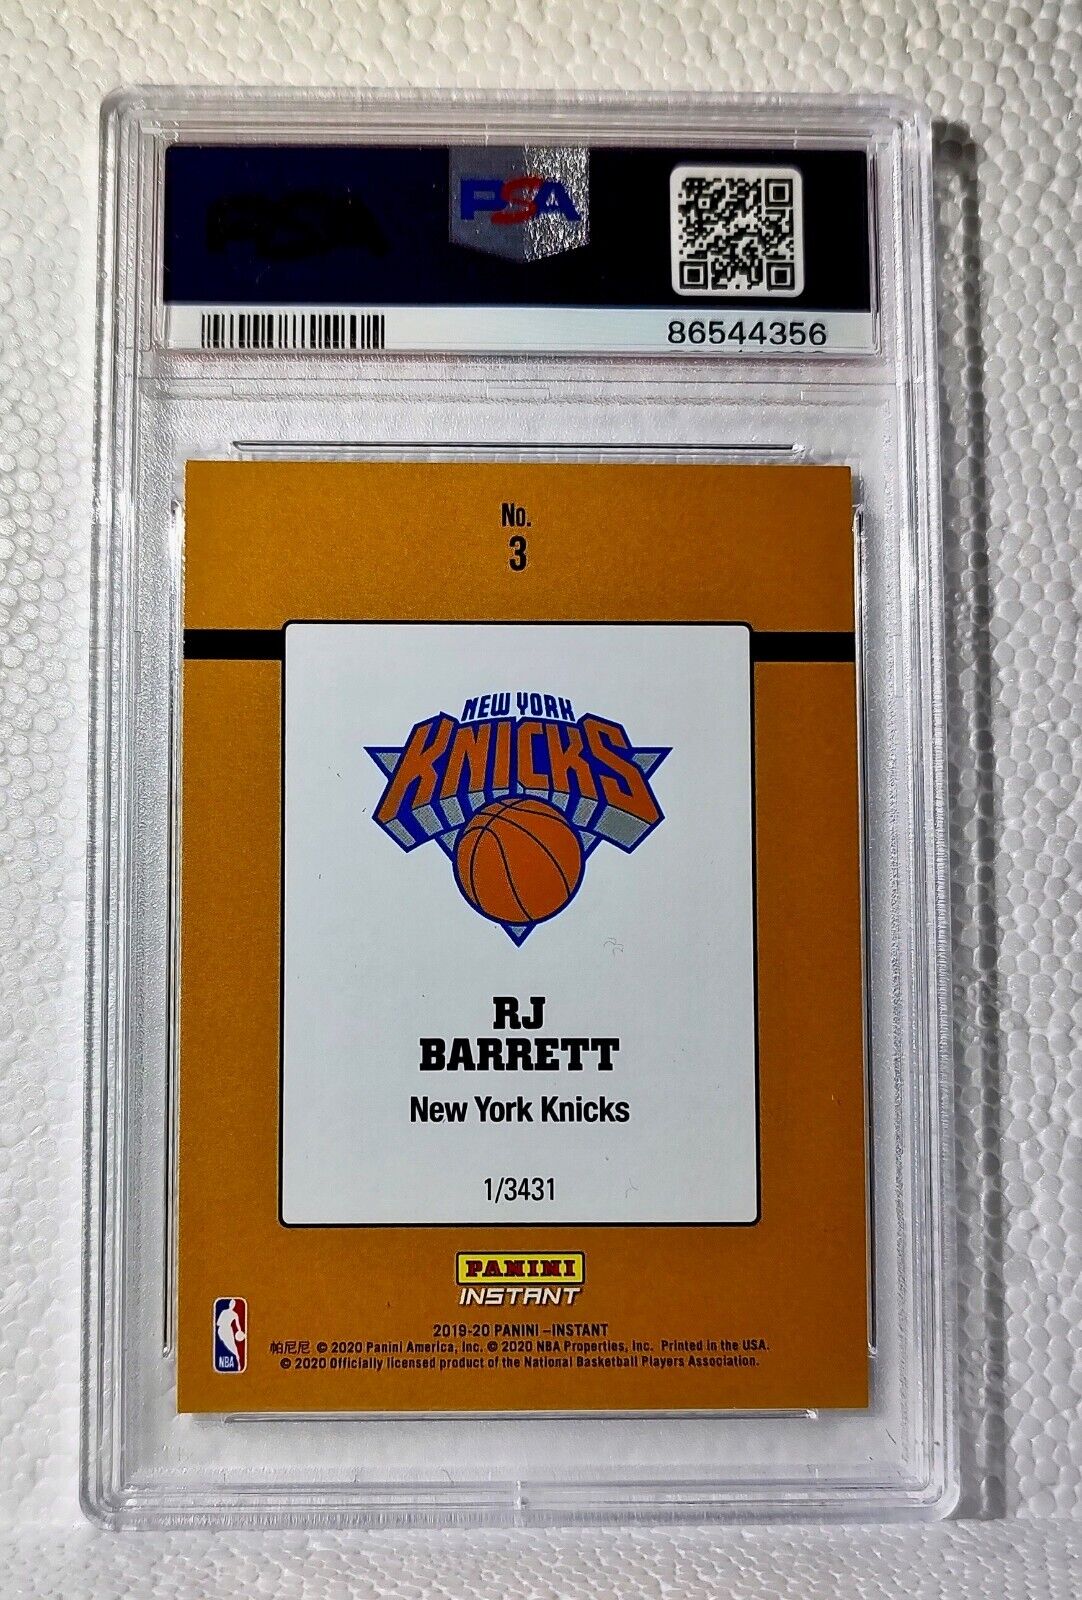 PSA
PSA
86544356
No.
3
NEW YORK
KNICKS
RJ
BARRETT
New York Knicks
1/3431
PANINI
INSTANT
2019-20 PANINI –INSTANT
帕尼尼 © 2020 Panini America, Inc. © 2020 NBA Properties, Inc. Printed in the USA.
© 2020 Officially licensed product of the National Basketball Players Association.
NBA